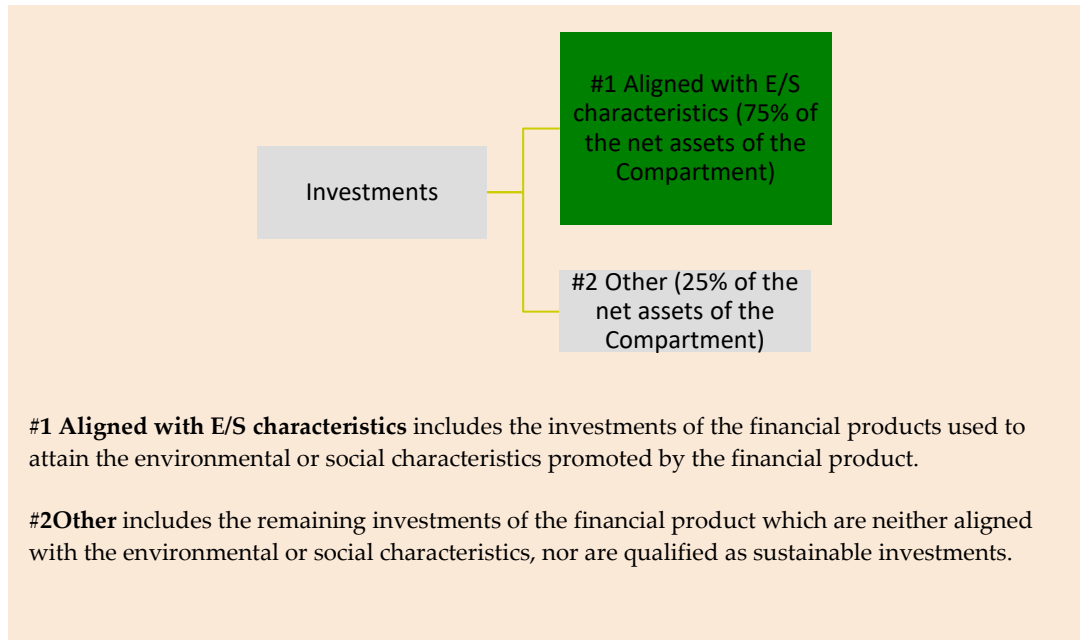 #1 Aligned with E/S
characteristics (75% of
the net assets of the
Compartment)
Investments
#2 Other (25% of the
net assets of the
Compartment)
#1 Aligned with E/S characteristics includes the investments of the financial products used to
attain the environmental or social characteristics promoted by the financial product.
#2Other includes the remaining investments of the financial product which are neither aligned
with the environmental or social characteristics, nor are qualified as sustainable investments.